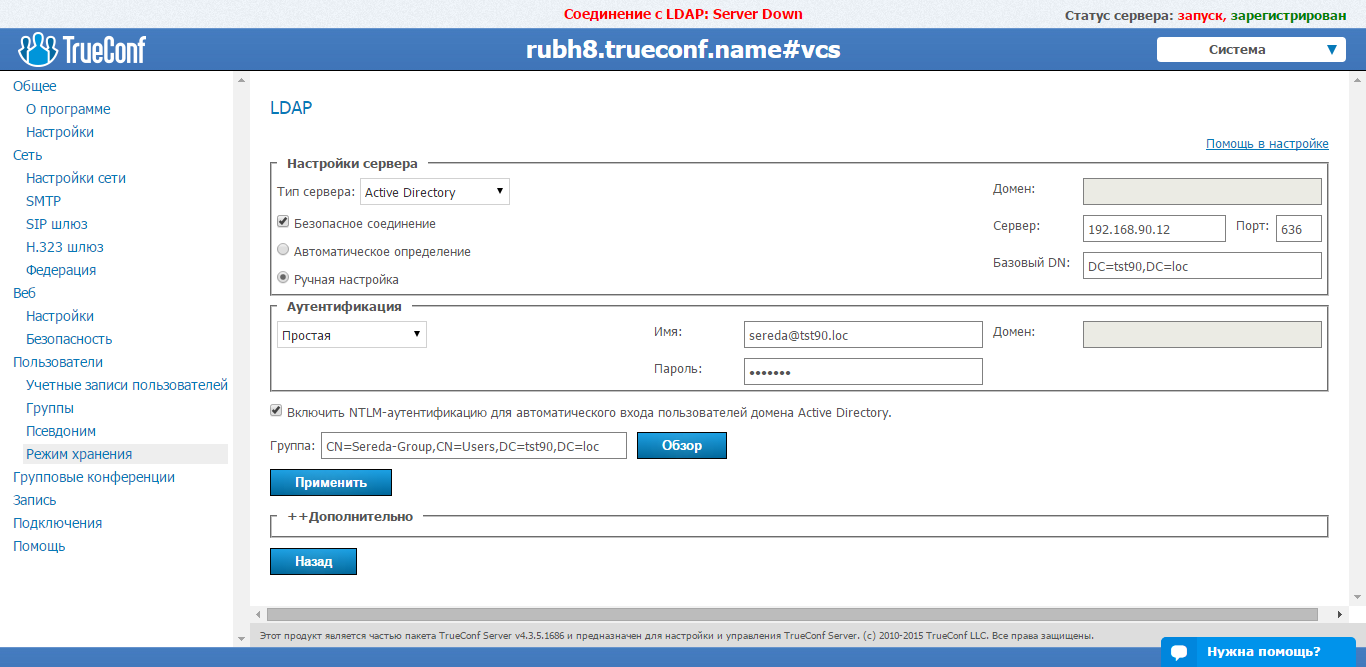 Соединение с LDAP: Server Down
Статус сервера: запуск, зарегистрирован
TrueConf
rubh8.trueconf.name#vcs
Система
Общее
О программе
Настройки
Сеть
Настройки сети
SMTP
SIP шлюз
H.323 шлюз
Федерация
Веб
Настройки
Безопасность
Пользователи
Учетные записи пользователей
Группы
Псевдоним
Режим хранения
Групповые конференции
Запись
Подключения
Помощь
LDAP
Помощь в настройке
Настройки сервера
Тип сервера: Active Directory
Домен:
Безопасное соединение
Сервер: 192.168.90.12 Порт: 636
Автоматическое определение
Базовый DN: DC=tst90,DC=loc
Ручная настройка
Аутентификация
Простая
Имя: sereda@tst90.loc
Домен:
Пароль: •••••••
Включить NTLM-аутентификацию для автоматического входа пользователей домена Active Directory.
Группа: CN=Sereda-Group,CN=Users,DC=tst90,DC=loc Обзор
Применить
++Дополнительно
Назад
Этот продукт является частью пакета TrueConf Server v4.3.5.1686 и предназначен для настройки и управления TrueConf Server. (c) 2010-2015 TrueConf LLC. Все права защищены.
Нужна помощь?